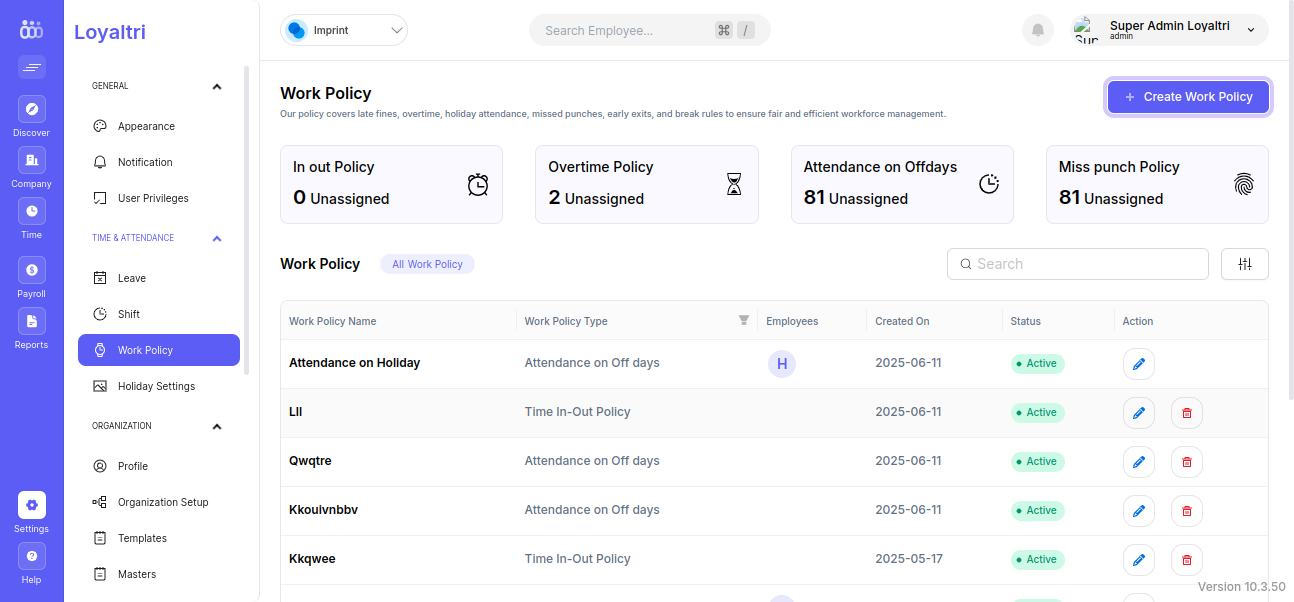 Loyaltri
Imprint
Search Employee...
⌘ /
Super Admin Loyaltri
admin
Discover
Company
Time
Payroll
Reports
Settings
Help
GENERAL
Appearance
Notification
User Privileges
TIME & ATTENDANCE
Leave
Shift
Work Policy
Holiday Settings
ORGANIZATION
Profile
Organization Setup
Templates
Masters
Work Policy
Our policy covers late fines, overtime, holiday attendance, missed punches, early exits, and break rules to ensure fair and efficient workforce management.
+ Create Work Policy
In out Policy
0 Unassigned
Overtime Policy
2 Unassigned
Attendance on Offdays
81 Unassigned
Miss punch Policy
81 Unassigned
Work Policy
All Work Policy
Search
Work Policy Name Work Policy Type Employees Created On Status Action
Attendance on Holiday Attendance on Off days H 2025-06-11 Active
Lll Time In-Out Policy 2025-06-11 Active
Qwqtre Attendance on Off days 2025-06-11 Active
Kkouivnbbv Attendance on Off days 2025-06-11 Active
Kkqwee Time In-Out Policy 2025-05-17 Active
Version 10.3.50